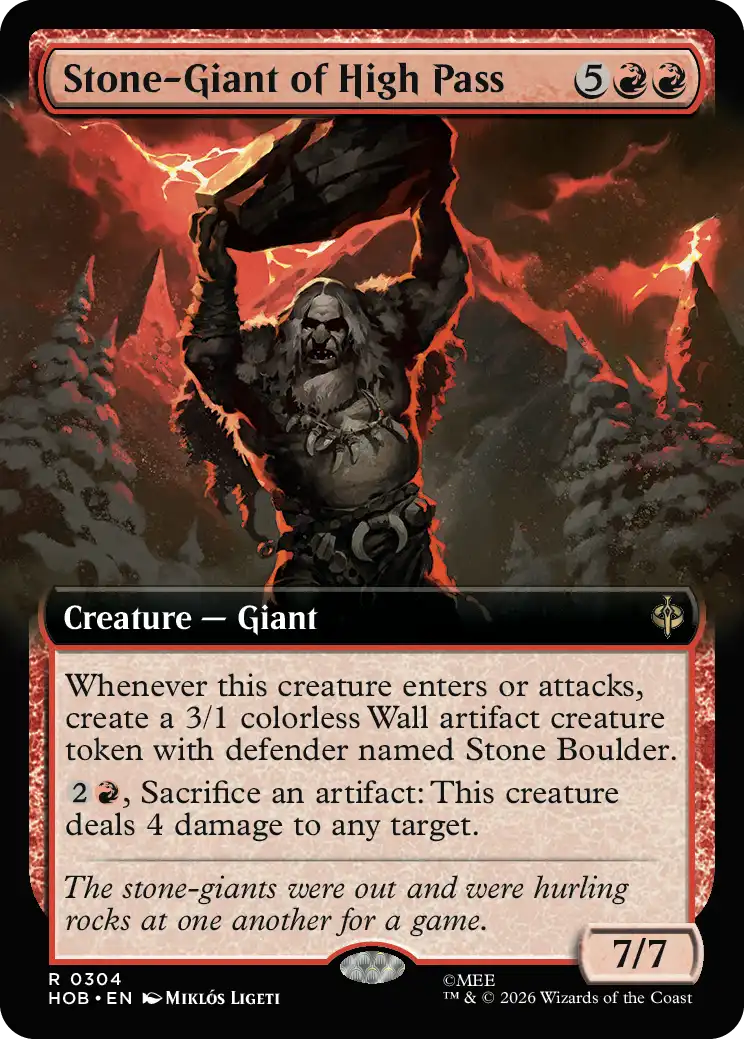 Stone-Giant of High Pass 5
Creature — Giant
Whenever this creature enters or attacks,
create a 3/1 colorless Wall artifact creature
token with defender named Stone Boulder.
2 , Sacrifice an artifact: This creature
deals 4 damage to any target.
The stone-giants were out and were hurling
rocks at one another for a game.
7/7
R 0304
HOB • EN Miklós Ligeti
©MEE
™ & © 2026 Wizards of the Coast